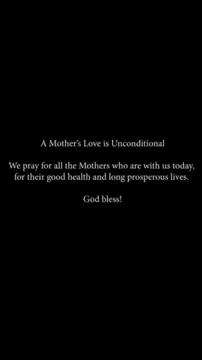 A Mother's Love is Unconditional
We pray for all the Mothers who are with us today,
for their good health and long prosperous lives.
God bless!